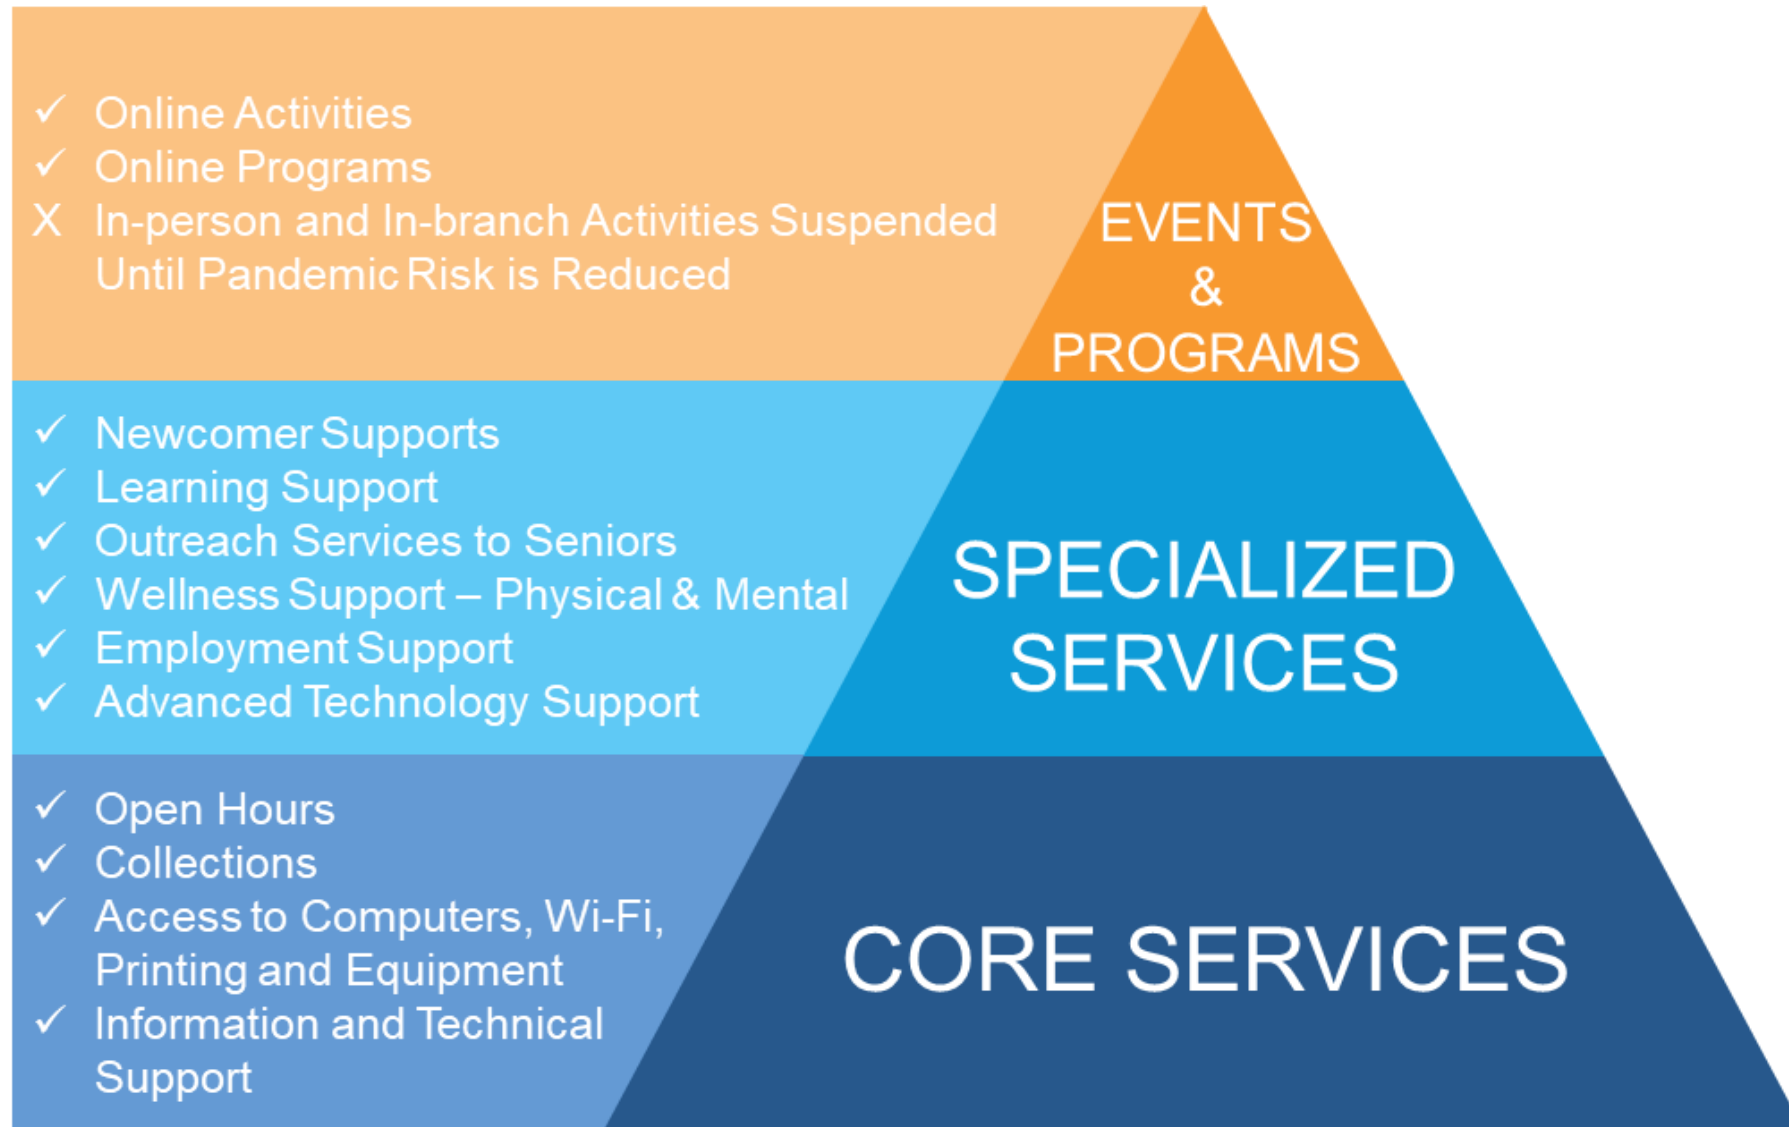 ✓ Online Activities
✓ Online Programs
X In-person and In-branch Activities Suspended
Until Pandemic Risk is Reduced
EVENTS
&
PROGRAMS
✓ Newcomer Supports
✓ Learning Support
✓ Outreach Services to Seniors
✓ Wellness Support – Physical & Mental
✓ Employment Support
✓ Advanced Technology Support
SPECIALIZED
SERVICES
✓ Open Hours
✓ Collections
✓ Access to Computers, Wi-Fi,
Printing and Equipment
✓ Information and Technical
Support
CORE SERVICES